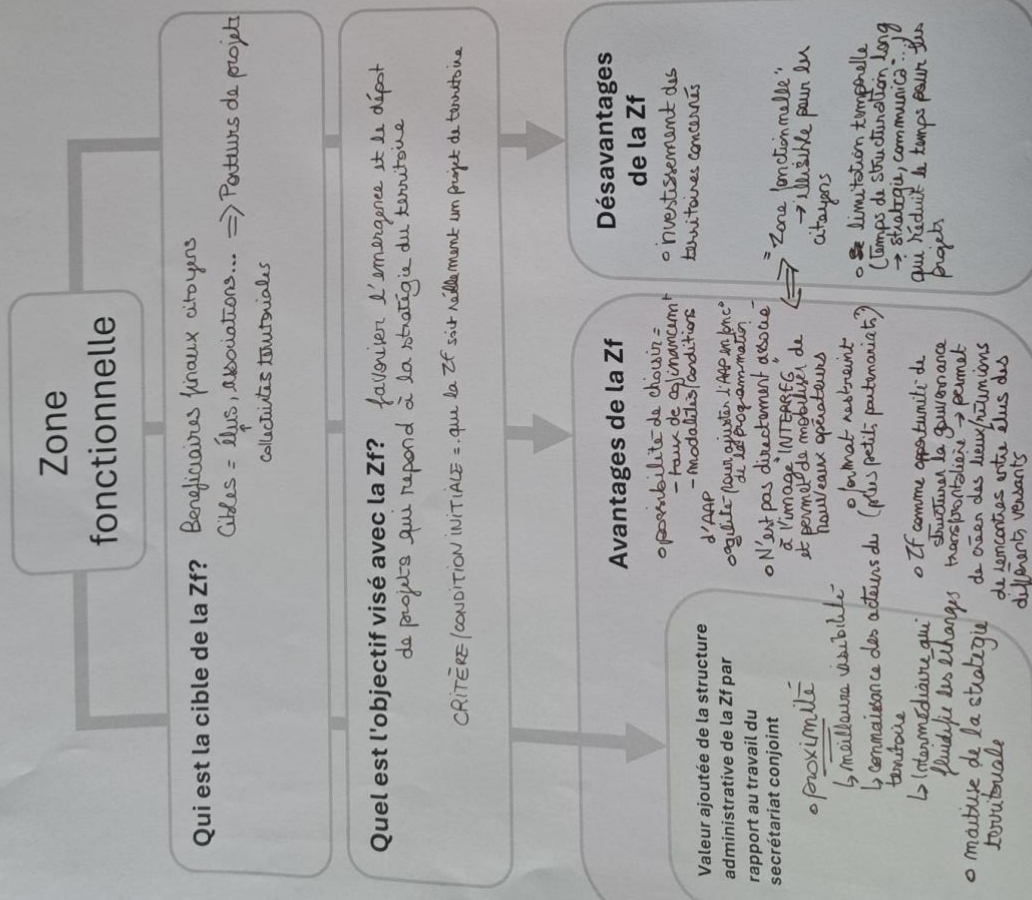 Zone
fonctionnelle
Qui est la cible de la Zf? Bénéficiaires finaux citoyens
Cibles = élus, associations... => Porteurs de projets
↑
collectivités territoriales
Quel est l'objectif visé avec la Zf? favoriser l'émergence et le dépôt
de projets qui répond à la stratégie du territoire
CRITÈRE/CONDITION INITIALE = que la ZF soit réellement un projet de territoire
Valeur ajoutée de la structure
administrative de la Zf par
rapport au travail du
secrétariat conjoint
o proximité
↳ meilleure visibilité
↳ connaissance des acteurs du
territoire
↳ Intermédiaire qui
fluidifie les échanges
o maitrise de la stratégie
territoriale
Avantages de la Zf
o possibilité de choisir =
- taux de cofinancement
- modalités/conditions
d'AAP
o agilité (pour ajuster l'AAP en fonc°
de la programmation)
o N'est pas directement associé
à l'image "INTERREG"
et permet de mobiliser de
nouveaux opérateurs
o format restreint
(plus petit partenariat?)
o ZF comme opportunité de
structurer la gouvernance
transfrontalière → permet
de créer des lieux/réunions
de rencontres entre élus des
différents versants
Désavantages
de la Zf
o investissement des
territoires concernés
<=> "Zone fonctionnelle"
→ illisible pour les
citoyens
o limitation temporelle
(temps de structuration long
→ stratégie, communica°...)
qui réduit le temps pour les
projets